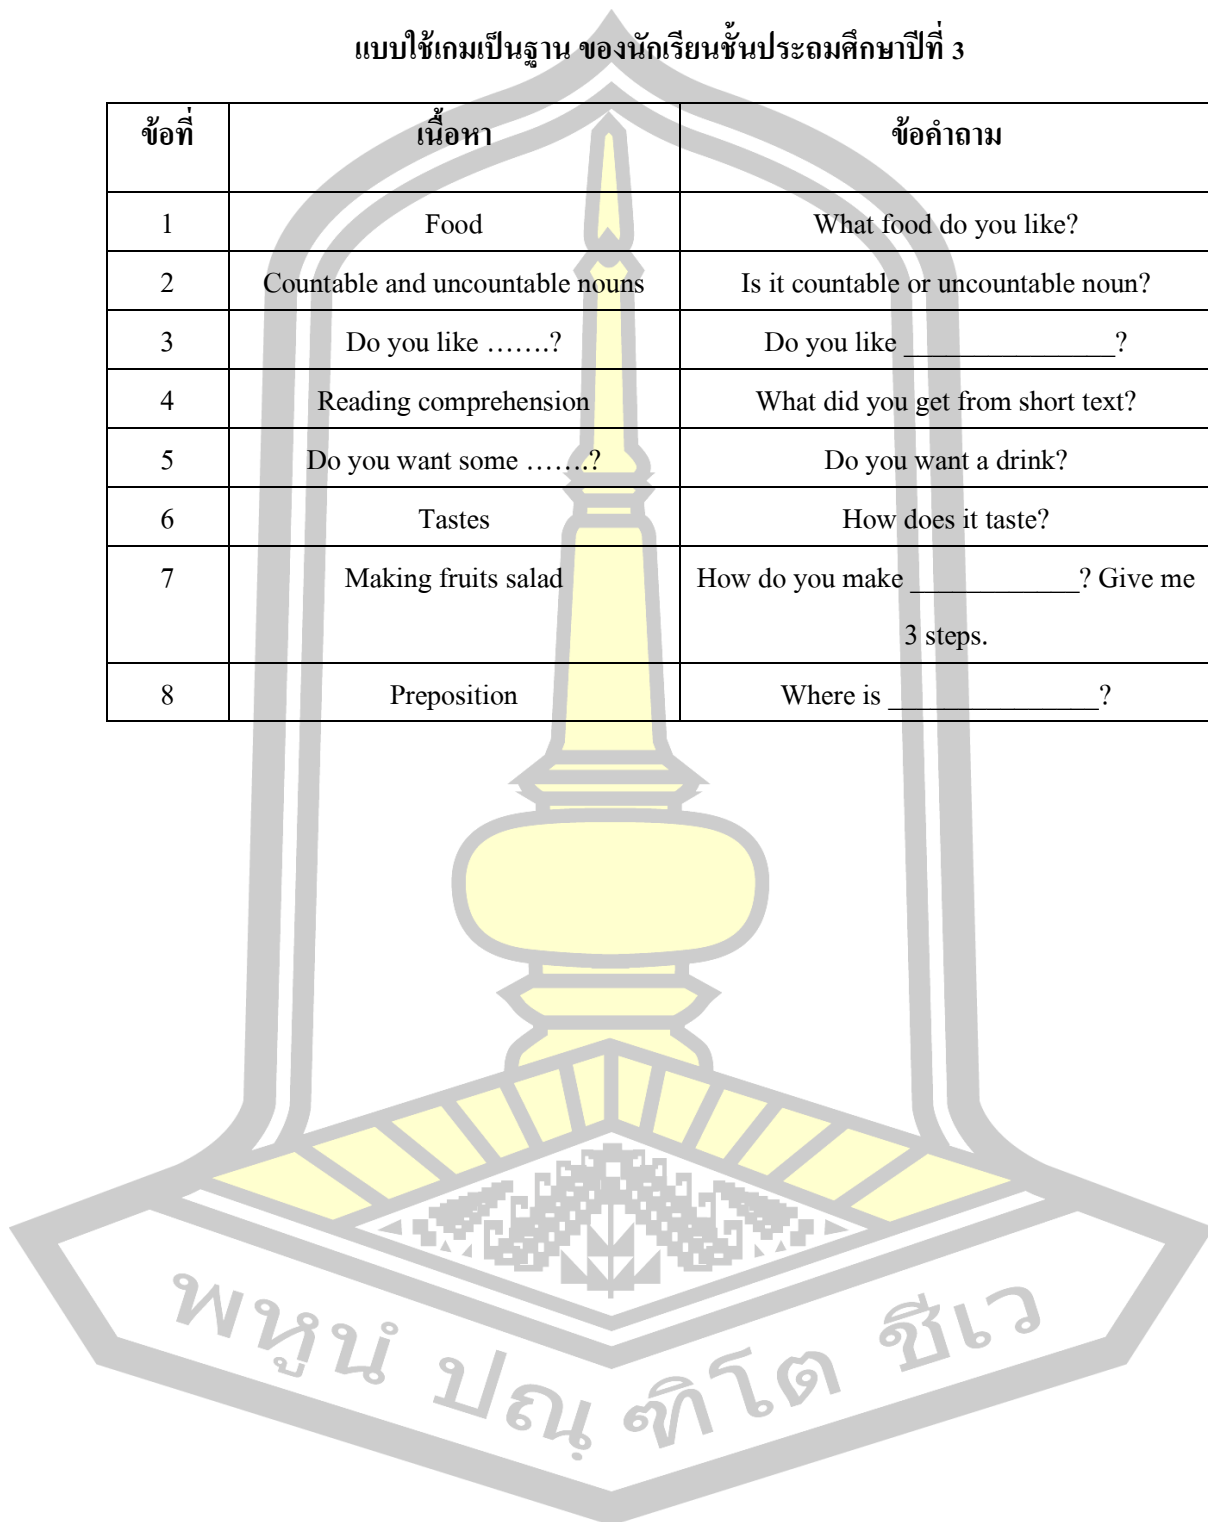 แบบใช้เกมเป็นฐาน ของนักเรียนชั้นประถมศึกษาปีที่ 3
ข้อที่ เนื้อหา ข้อคำถาม
1 Food What food do you like?
2 Countable and uncountable nouns Is it countable or uncountable noun?
3 Do you like …….? Do you like _______________?
4 Reading comprehension What did you get from short text?
5 Do you want some …….? Do you want a drink?
6 Tastes How does it taste?
7 Making fruits salad How do you make ____________? Give me
3 steps.
8 Preposition Where is _______________?
พหูนํ ปณฺฑิโต ชีเว